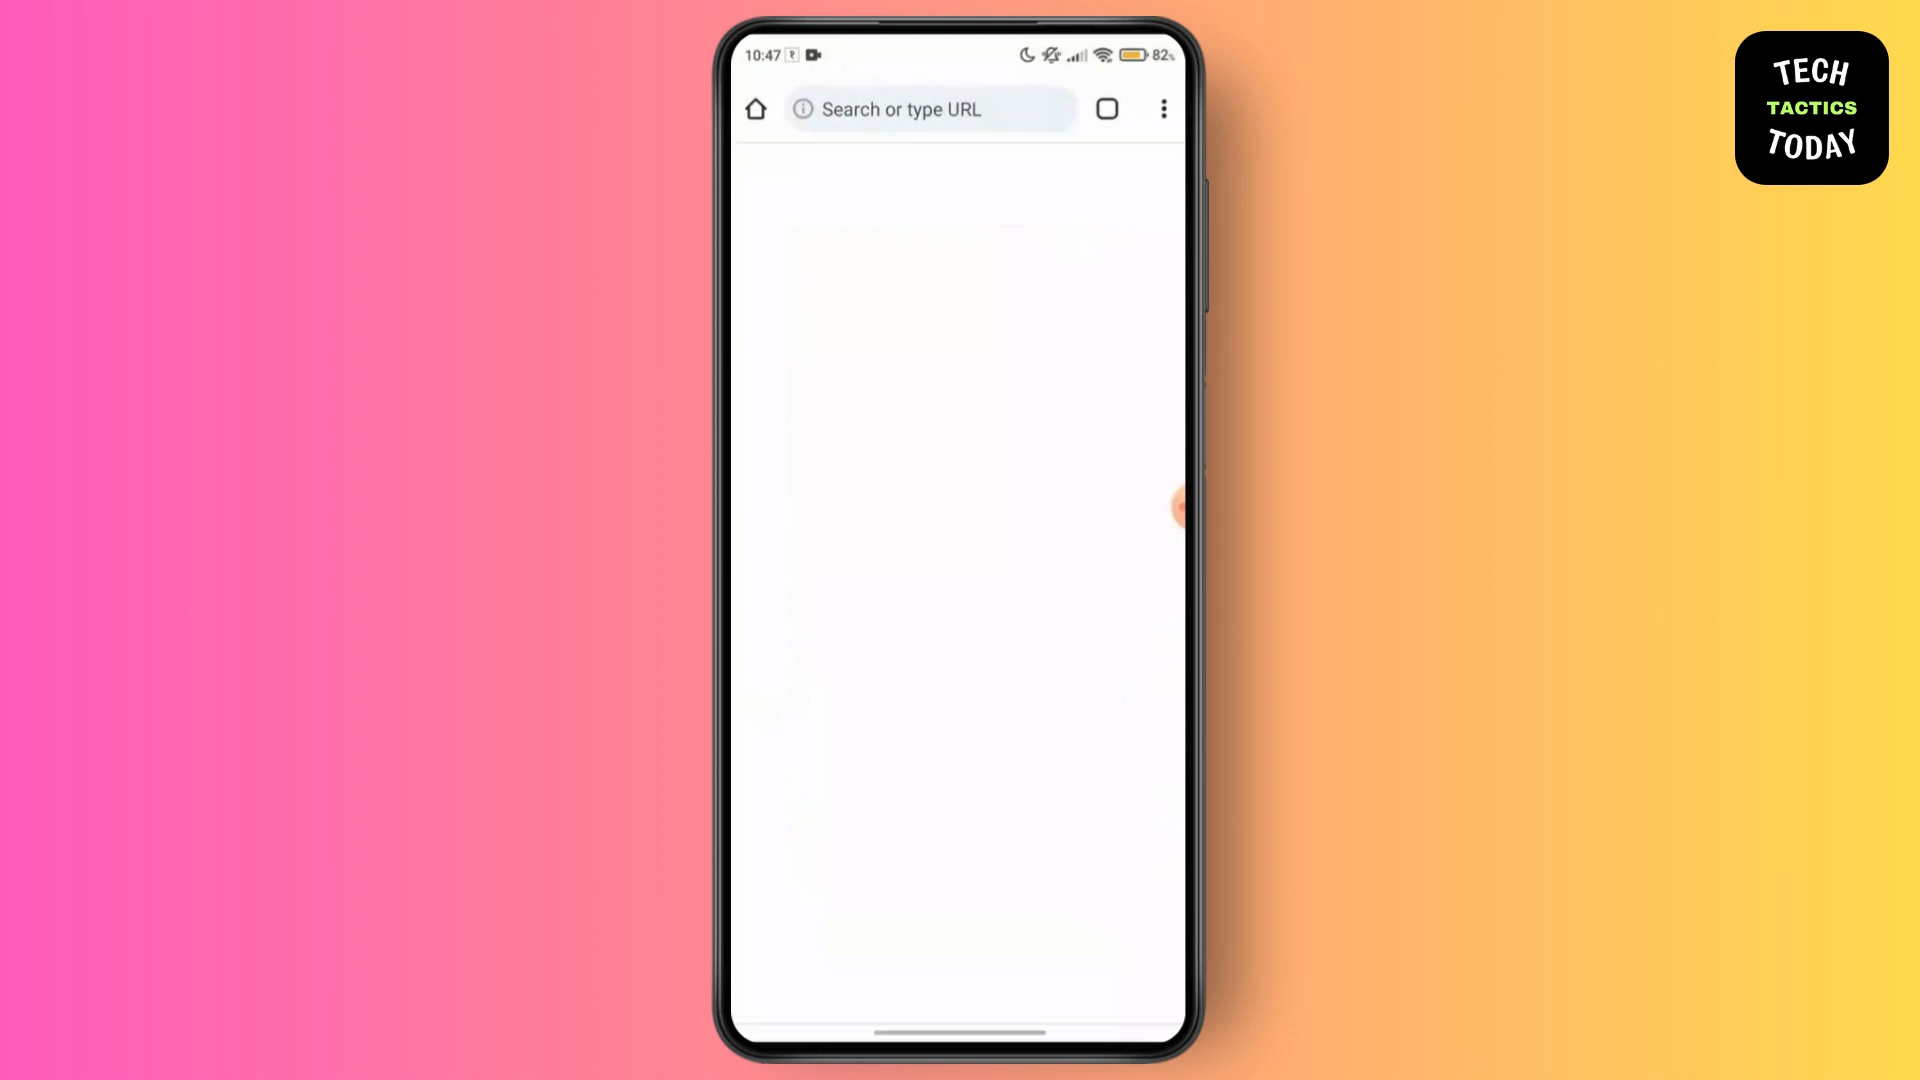 10:47
82%
Search or type URL
TECH
TACTICS
TODAY